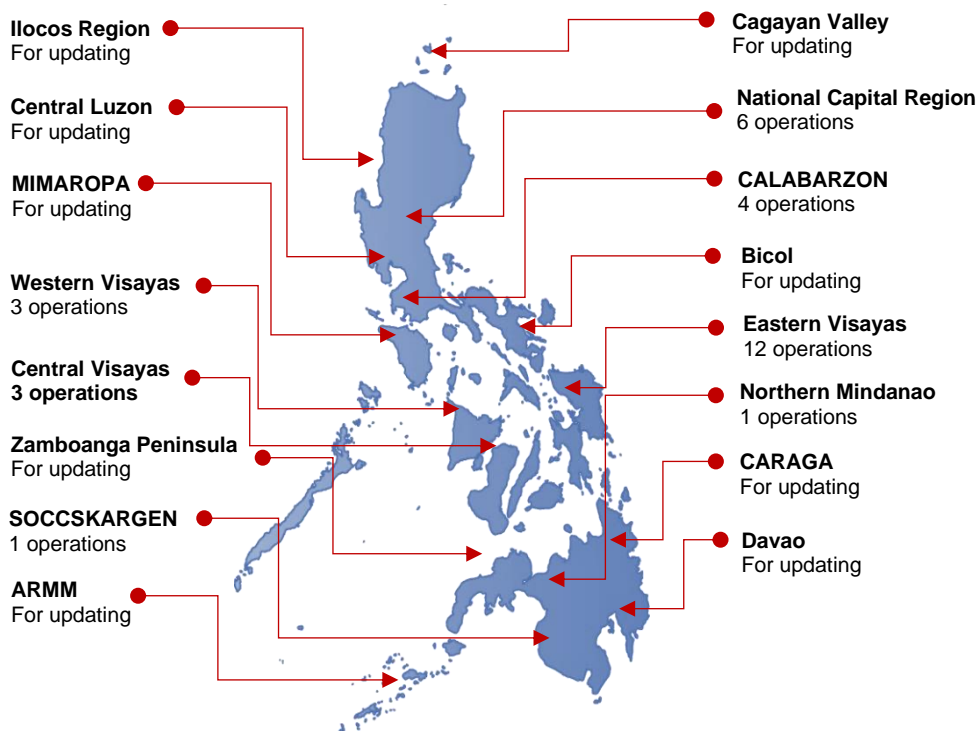 Ilocos Region
For updating
Central Luzon
For updating
MIMAROPA
For updating
Western Visayas
3 operations
Central Visayas
3 operations
Zamboanga Peninsula
For updating
SOCCSKARGEN
1 operations
ARMM
For updating
Cagayan Valley
For updating
National Capital Region
6 operations
CALABARZON
4 operations
Bicol
For updating
Eastern Visayas
12 operations
Northern Mindanao
1 operations
CARAGA
For updating
Davao
For updating